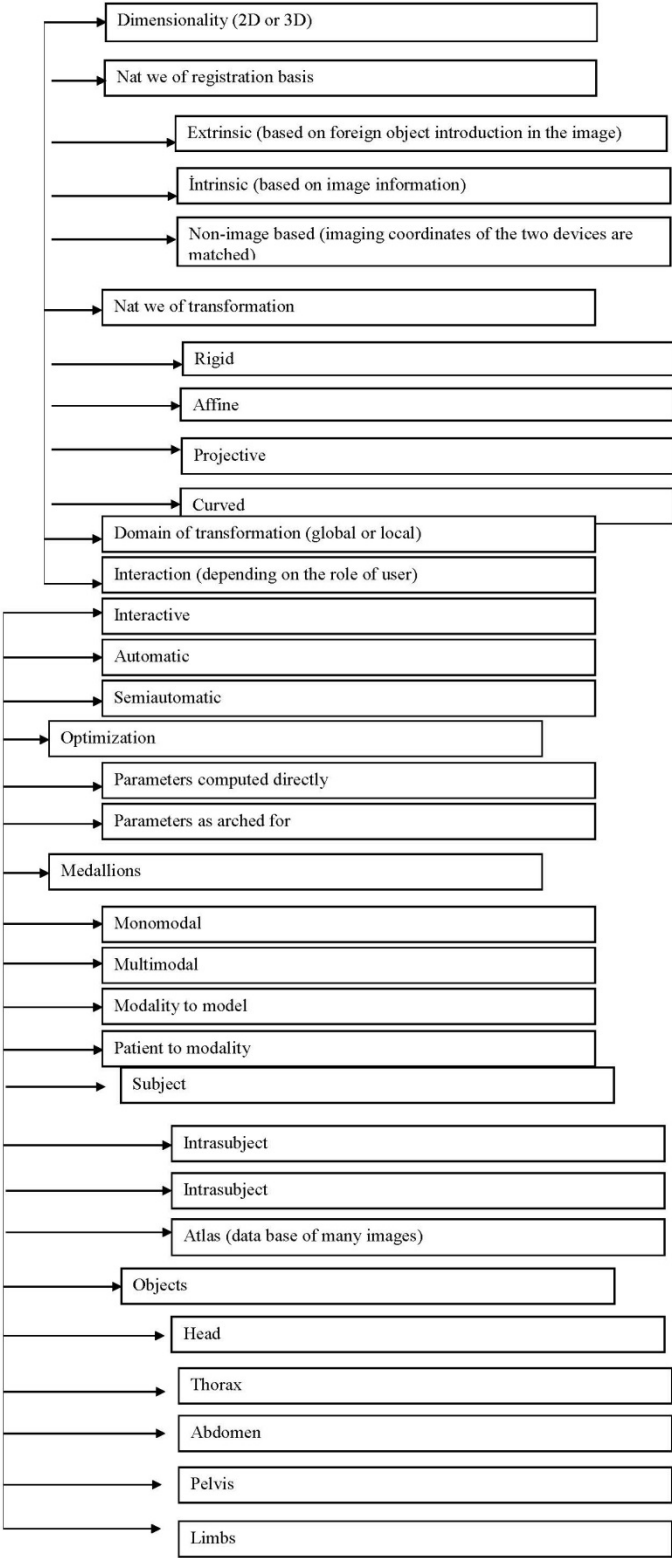 Dimensionality (2D or 3D)
Nat we of registration basis
Extrinsic (based on foreign object introduction in the image)
İntrinsic (based on image information)
Non-image based (imaging coordinates of the two devices are
matched)
Nat we of transformation
Rigid
Affine
Projective
Curved
Domain of transformation (global or local)
Interaction (depending on the role of user)
Interactive
Automatic
Semiautomatic
Optimization
Parameters computed directly
Parameters as arched for
Medallions
Monomodal
Multimodal
Modality to model
Patient to modality
Subject
Intrasubject
Intrasubject
Atlas (data base of many images)
Objects
Head
Thorax
Abdomen
Pelvis
Limbs